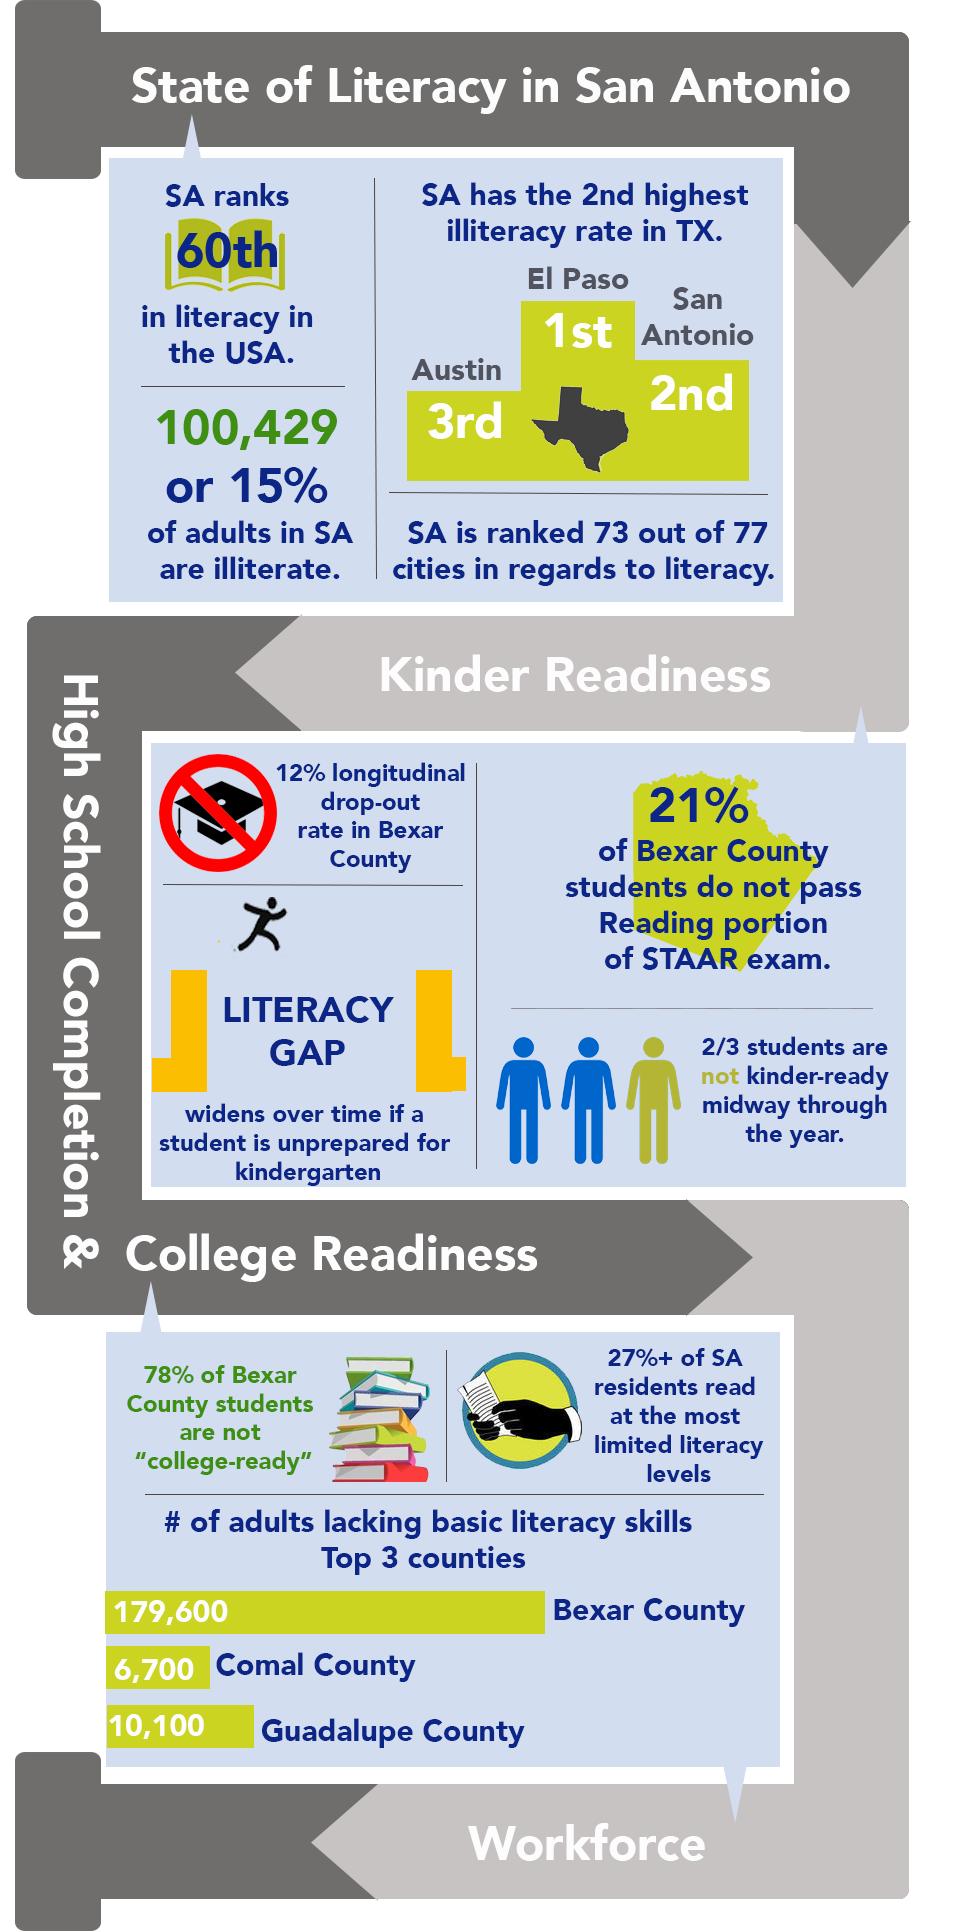 State of Literacy in San Antonio
SA ranks
60th
in literacy in
the USA.
100,429
or 15%
of adults in SA
are illiterate.
SA has the 2nd highest
illiteracy rate in TX.
El Paso
1st
San
Antonio
2nd
Austin
3rd
SA is ranked 73 out of 77
cities in regards to literacy.
Kinder Readiness
12% longitudinal
drop-out
rate in Bexar
County
LITERACY
GAP
widens over time if a
student is unprepared for
kindergarten
21%
of Bexar County
students do not pass
Reading portion
of STAAR exam.
2/3 students are
not kinder-ready
midway through
the year.
High School Completion &
College Readiness
78% of Bexar
County students
are not
“college-ready”
27%+ of SA
residents read
at the most
limited literacy
levels
# of adults lacking basic literacy skills
Top 3 counties
179,600 Bexar County
6,700 Comal County
10,100 Guadalupe County
Workforce